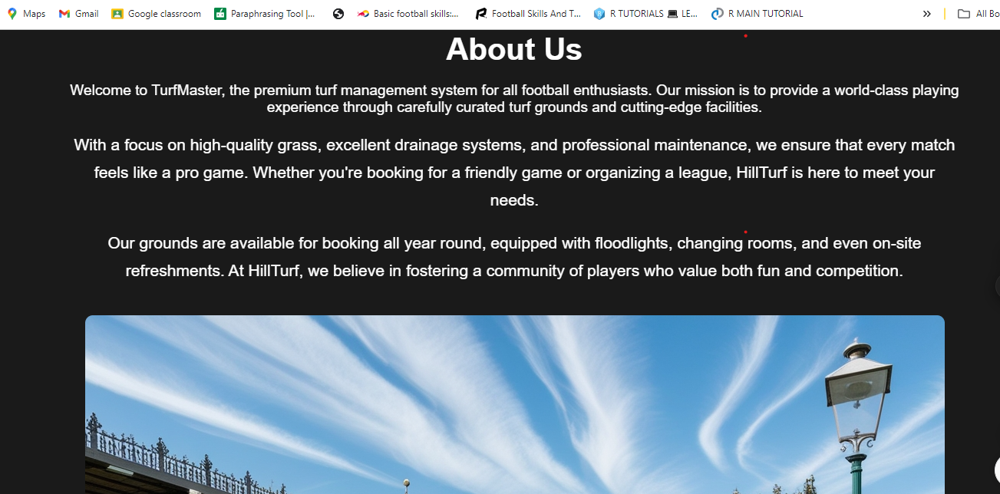 Maps Gmail Google classroom Paraphrasing Tool |... Basic football skills:... Football Skills And T... R TUTORIALS 💻 LE... R MAIN TUTORIAL » All Bo
About Us
Welcome to TurfMaster, the premium turf management system for all football enthusiasts. Our mission is to provide a world-class playing
experience through carefully curated turf grounds and cutting-edge facilities.
With a focus on high-quality grass, excellent drainage systems, and professional maintenance, we ensure that every match
feels like a pro game. Whether you're booking for a friendly game or organizing a league, HillTurf is here to meet your
needs.
Our grounds are available for booking all year round, equipped with floodlights, changing rooms, and even on-site
refreshments. At HillTurf, we believe in fostering a community of players who value both fun and competition.